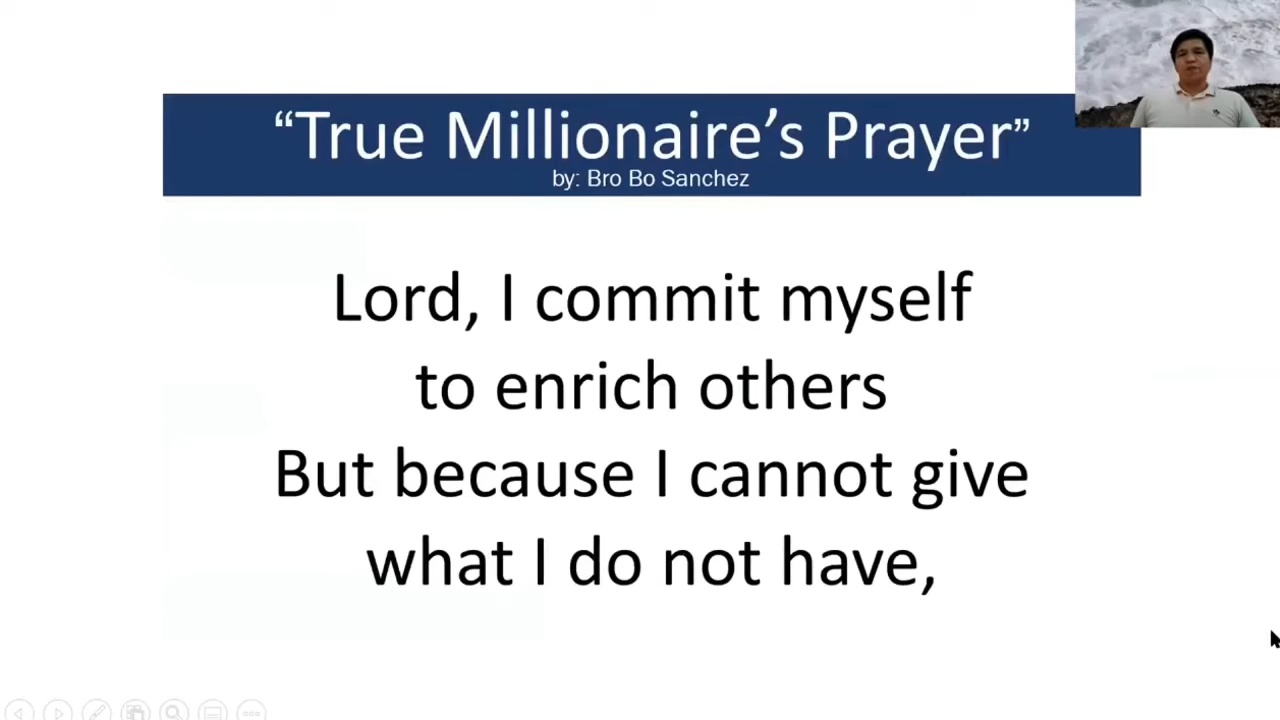 “True Millionaire’s Prayer”
by: Bro Bo Sanchez
Lord, I commit myself
to enrich others
But because I cannot give
what I do not have,